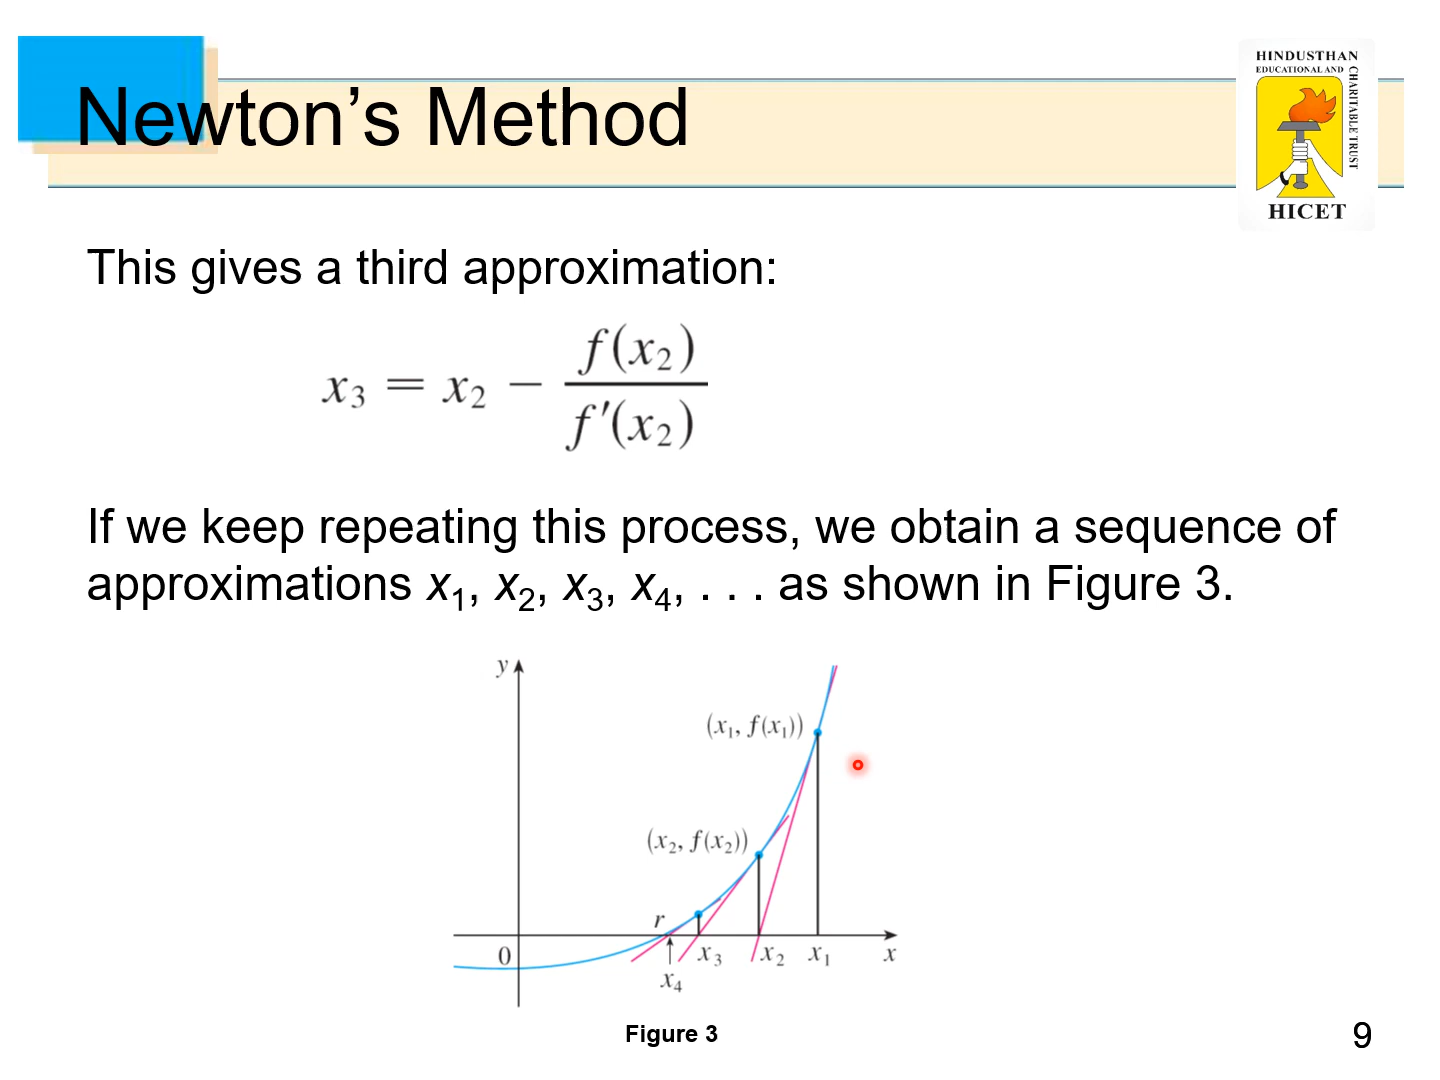 Newton’s Method
HINDUSTHAN
EDUCATIONAL AND
CHARITABLE TRUST
HICET
This gives a third approximation:
x₃ = x₂ − f(x₂) / f′(x₂)
If we keep repeating this process, we obtain a sequence of
approximations x₁, x₂, x₃, x₄, . . . as shown in Figure 3.
y
(x₁, f(x₁))
(x₂, f(x₂))
r
0
x₃
x₂
x₁
x
x₄
Figure 3
9